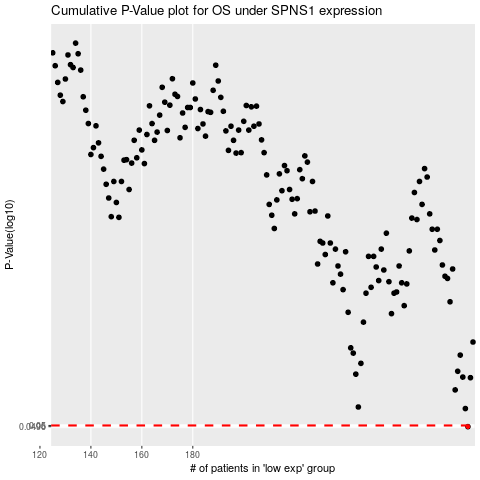 Cumulative P-Value plot for OS under SPNS1 expression
P-Value(log10)
120 140 160 180
# of patients in 'low exp' group